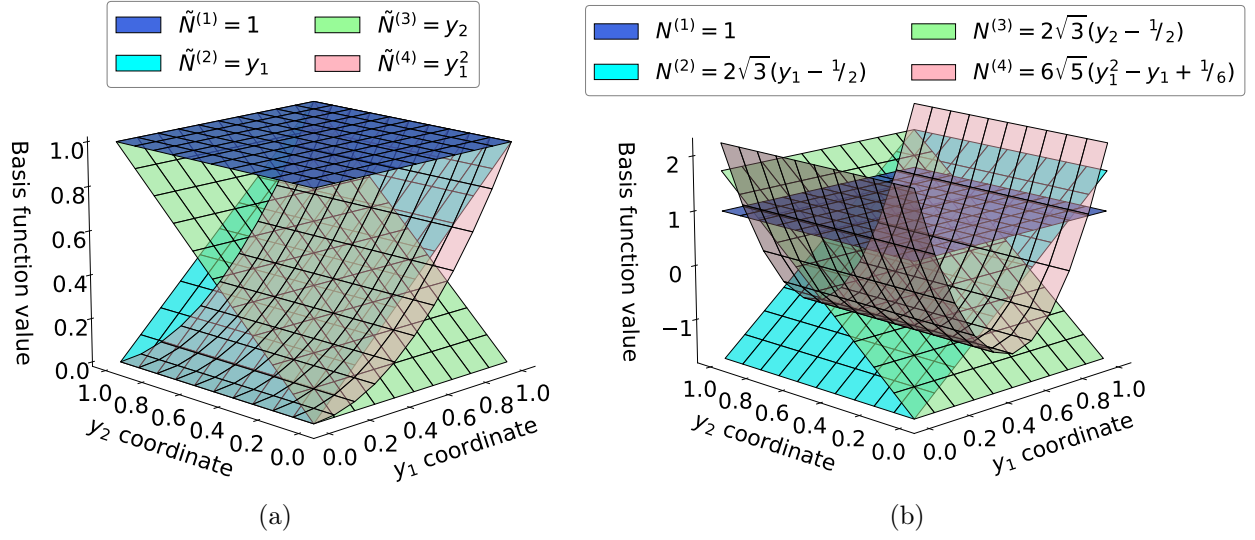 Ñ⁽¹⁾ = 1 Ñ⁽³⁾ = y₂
Ñ⁽²⁾ = y₁ Ñ⁽⁴⁾ = y₁²
Basis function value
1.0
0.8
0.6
0.4
0.2
0.0
1.0 0.8 0.6 0.4 0.2 0.0
y₂ coordinate
0.0 0.2 0.4 0.6 0.8 1.0
y₁ coordinate
(a)
N⁽¹⁾ = 1 N⁽³⁾ = 2√3(y₂ − 1/2)
N⁽²⁾ = 2√3(y₁ − 1/2) N⁽⁴⁾ = 6√5(y₁² − y₁ + 1/6)
Basis function value
2
1
0
−1
1.0 0.8 0.6 0.4 0.2 0.0
y₂ coordinate
0.0 0.2 0.4 0.6 0.8 1.0
y₁ coordinate
(b)